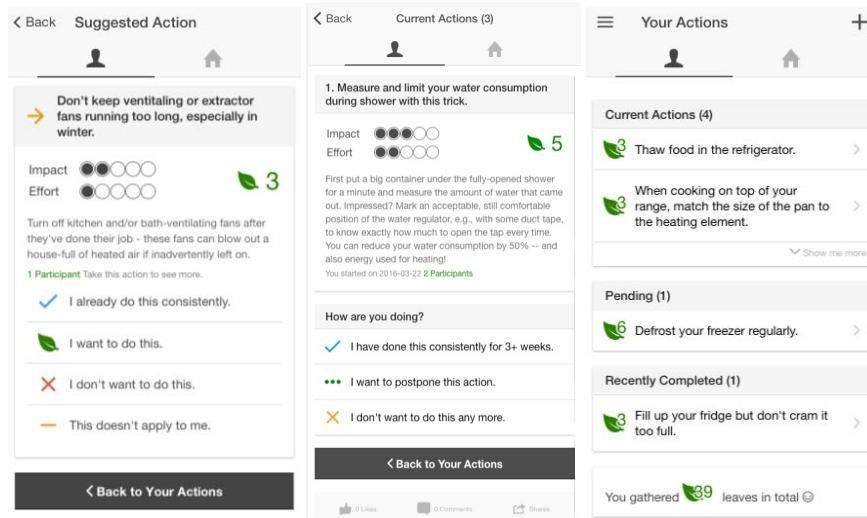 Back Suggested Action
Don't keep ventitaling or extractor
fans running too long, especially in
winter.
Impact
Effort
3
Turn off kitchen and/or bath-ventilating fans after
they've done their job - these fans can blow out a
house-full of heated air if inadvertently left on.
1 Participant Take this action to see more.
I already do this consistently.
I want to do this.
I don't want to do this.
This doesn't apply to me.
Back to Your Actions
Back Current Actions (3)
1. Measure and limit your water consumption
during shower with this trick.
Impact
Effort
5
First put a big container under the fully-opened shower
for a minute and measure the amount of water that came
out. Impressed? Mark an acceptable, still comfortable
position of the water regulator, e.g., with some duct tape,
to know exactly how much to open the tap every time.
You can reduce your water consumption by 50% -- and
also energy used for heating!
You started on 2016-03-22 2 Participants
How are you doing?
I have done this consistently for 3+ weeks.
I want to postpone this action.
I don't want to do this any more.
Back to Your Actions
0 Likes 0 Comments Shares
Your Actions
Current Actions (4)
3 Thaw food in the refrigerator.
When cooking on top of your
3 range, match the size of the pan to
the heating element.
Show me more
Pending (1)
6 Defrost your freezer regularly.
Recently Completed (1)
3 Fill up your fridge but don't cram it
too full.
You gathered 39 leaves in total